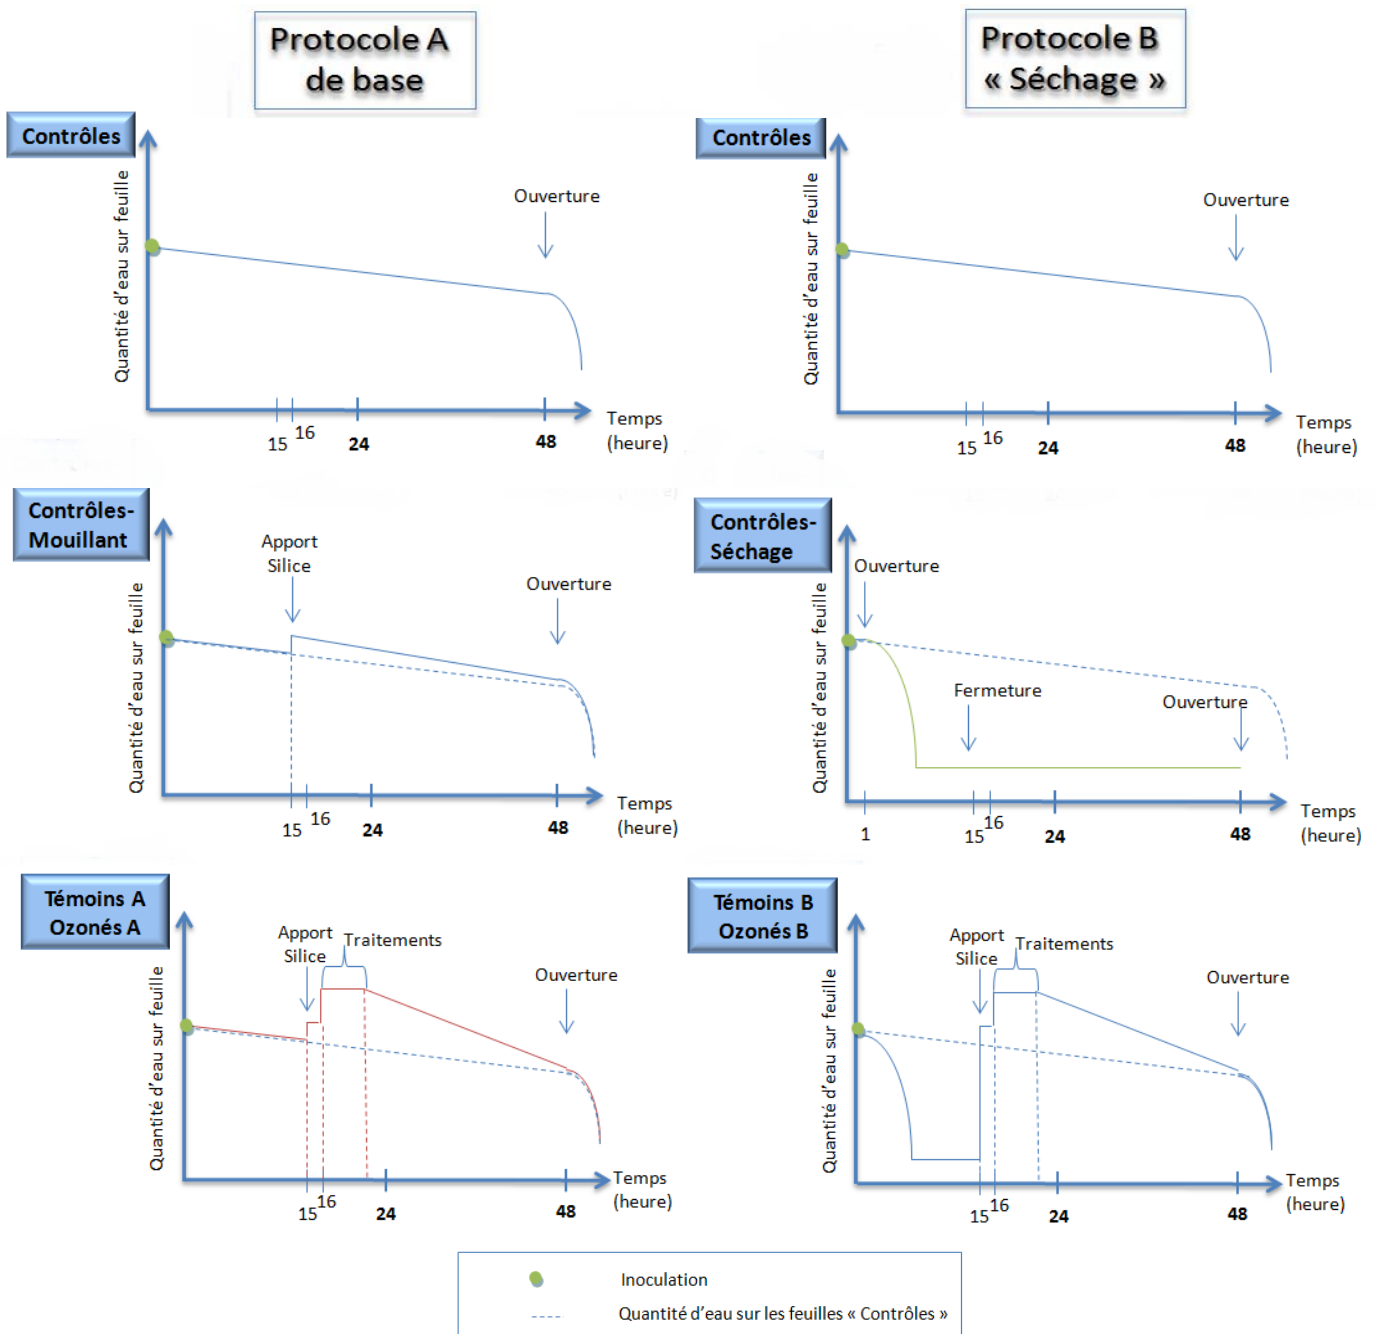 Protocole A
de base
Protocole B
« Séchage »
Contrôles
Quantité d'eau sur feuille
Ouverture
15
16
24
48
Temps
(heure)
Contrôles
Quantité d'eau sur feuille
Ouverture
15
16
24
48
Temps
(heure)
Contrôles-
Mouillant
Quantité d'eau sur feuille
Apport
Silice
Ouverture
15
16
24
48
Temps
(heure)
Contrôles-
Séchage
Quantité d'eau sur feuille
Ouverture
Fermeture
Ouverture
1
15
16
24
48
Temps
(heure)
Témoins A
Ozonés A
Quantité d'eau sur feuille
Apport
Silice
Traitements
Ouverture
15
16
24
48
Temps
(heure)
Témoins B
Ozonés B
Quantité d'eau sur feuille
Apport
Silice
Traitements
Ouverture
15
16
24
48
Temps
(heure)
Inoculation
Quantité d'eau sur les feuilles « Contrôles »